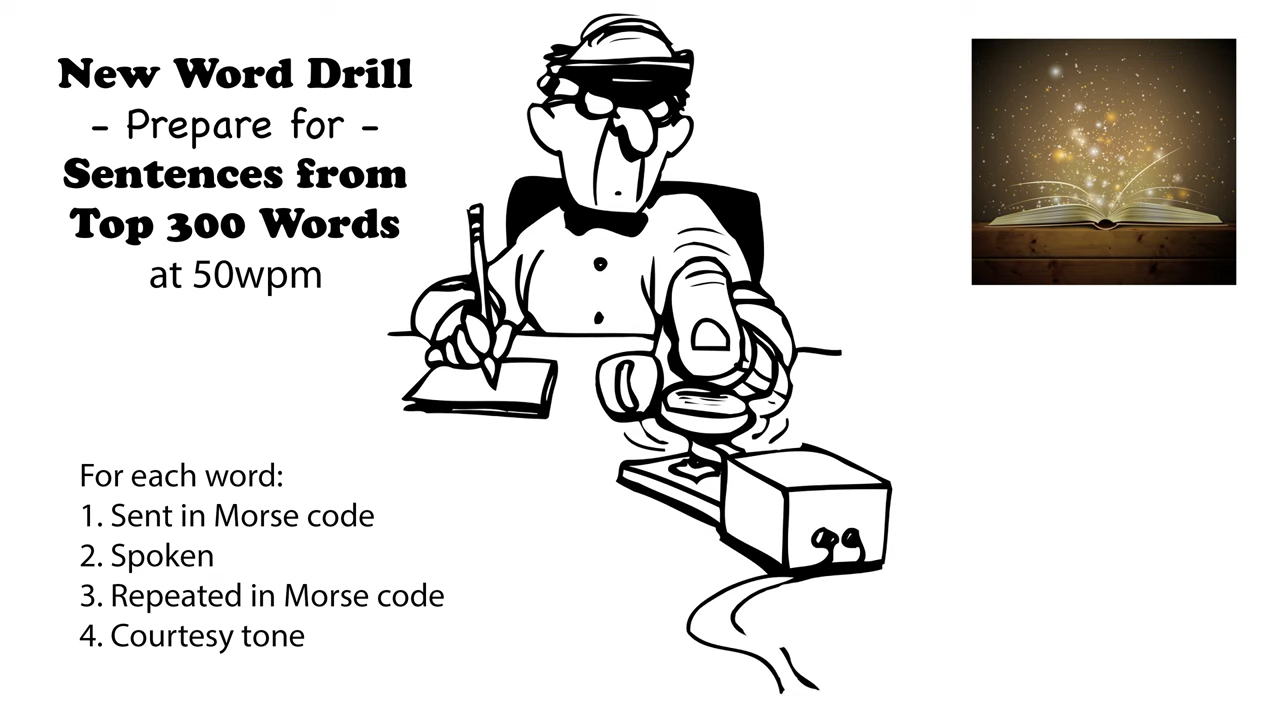 New Word Drill
- Prepare for -
Sentences from
Top 300 Words
at 50wpm
For each word:
1. Sent in Morse code
2. Spoken
3. Repeated in Morse code
4. Courtesy tone